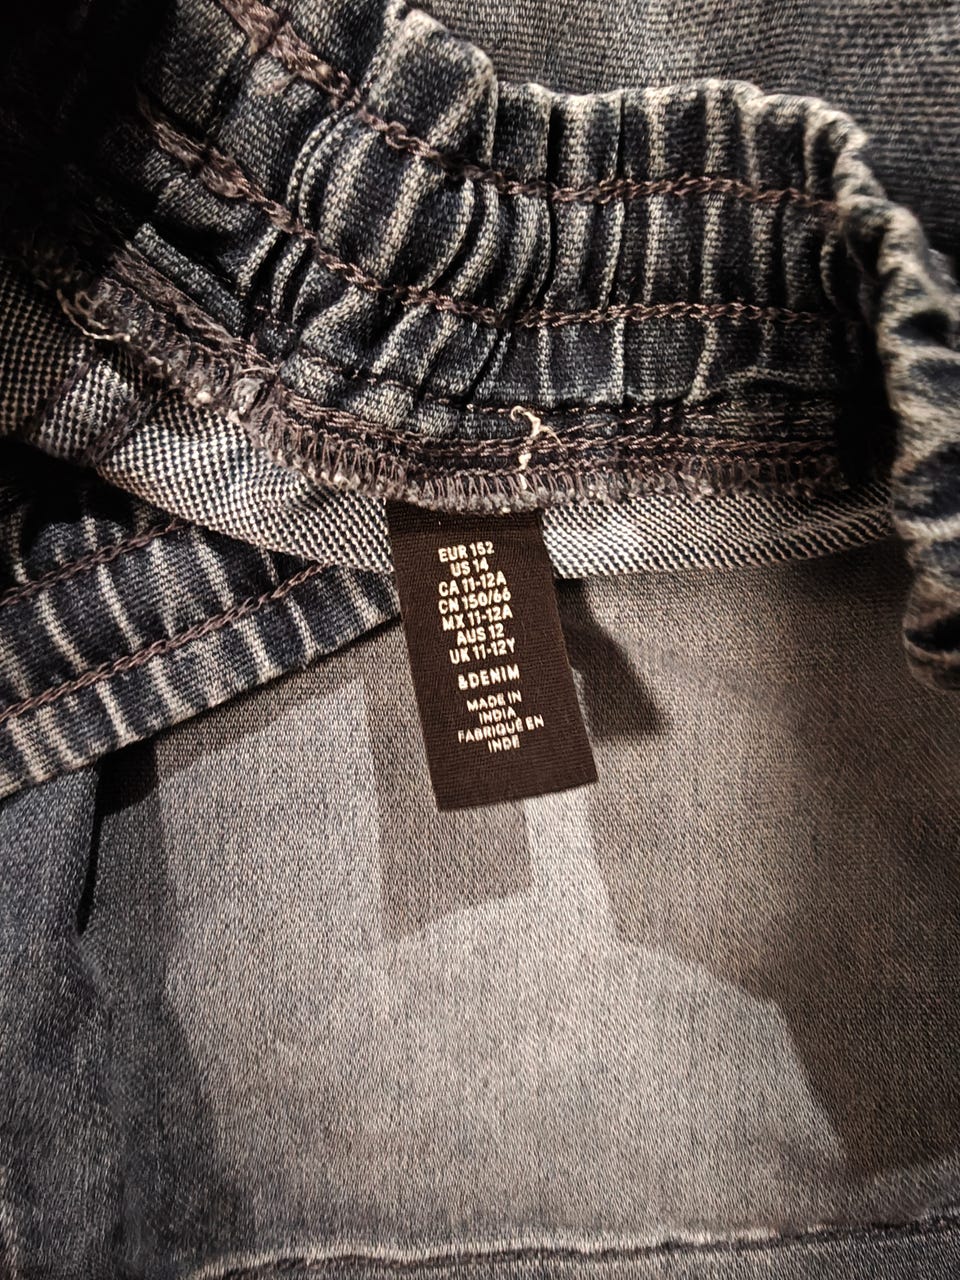 EUR 152
US 14
CA 11-12A
CN 150/66
MX 11-12A
AUS 12
UK 11-12Y
&DENIM
MADE IN
INDIA
FABRIQUÉ EN
INDE